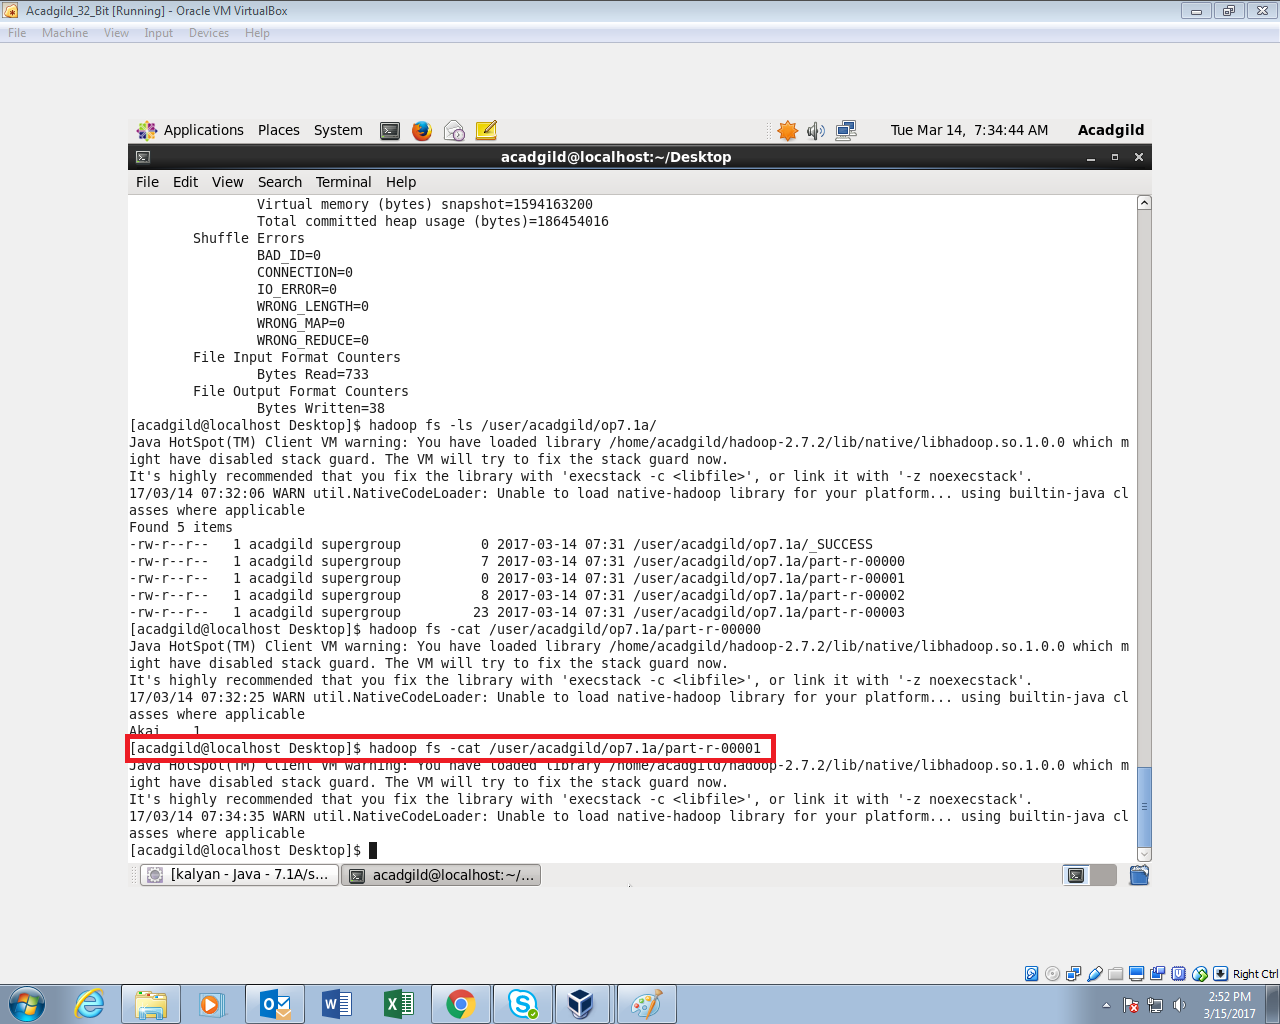 Acadgild_32_Bit [Running] - Oracle VM VirtualBox
File Machine View Input Devices Help
Applications Places System Tue Mar 14, 7:34:44 AM Acadgild
acadgild@localhost:~/Desktop
File Edit View Search Terminal Help
Virtual memory (bytes) snapshot=1594163200
Total committed heap usage (bytes)=186454016
Shuffle Errors
BAD_ID=0
CONNECTION=0
IO_ERROR=0
WRONG_LENGTH=0
WRONG_MAP=0
WRONG_REDUCE=0
File Input Format Counters
Bytes Read=733
File Output Format Counters
Bytes Written=38
[acadgild@localhost Desktop]$ hadoop fs -ls /user/acadgild/op7.1a/
Java HotSpot(TM) Client VM warning: You have loaded library /home/acadgild/hadoop-2.7.2/lib/native/libhadoop.so.1.0.0 which m
ight have disabled stack guard. The VM will try to fix the stack guard now.
It's highly recommended that you fix the library with 'execstack -c <libfile>', or link it with '-z noexecstack'.
17/03/14 07:32:06 WARN util.NativeCodeLoader: Unable to load native-hadoop library for your platform... using builtin-java cl
asses where applicable
Found 5 items
-rw-r--r--   1 acadgild supergroup          0 2017-03-14 07:31 /user/acadgild/op7.1a/_SUCCESS
-rw-r--r--   1 acadgild supergroup          7 2017-03-14 07:31 /user/acadgild/op7.1a/part-r-00000
-rw-r--r--   1 acadgild supergroup          0 2017-03-14 07:31 /user/acadgild/op7.1a/part-r-00001
-rw-r--r--   1 acadgild supergroup          8 2017-03-14 07:31 /user/acadgild/op7.1a/part-r-00002
-rw-r--r--   1 acadgild supergroup         23 2017-03-14 07:31 /user/acadgild/op7.1a/part-r-00003
[acadgild@localhost Desktop]$ hadoop fs -cat /user/acadgild/op7.1a/part-r-00000
Java HotSpot(TM) Client VM warning: You have loaded library /home/acadgild/hadoop-2.7.2/lib/native/libhadoop.so.1.0.0 which m
ight have disabled stack guard. The VM will try to fix the stack guard now.
It's highly recommended that you fix the library with 'execstack -c <libfile>', or link it with '-z noexecstack'.
17/03/14 07:32:25 WARN util.NativeCodeLoader: Unable to load native-hadoop library for your platform... using builtin-java cl
asses where applicable
Akai    1
[acadgild@localhost Desktop]$ hadoop fs -cat /user/acadgild/op7.1a/part-r-00001
Java HotSpot(TM) Client VM warning: You have loaded library /home/acadgild/hadoop-2.7.2/lib/native/libhadoop.so.1.0.0 which m
ight have disabled stack guard. The VM will try to fix the stack guard now.
It's highly recommended that you fix the library with 'execstack -c <libfile>', or link it with '-z noexecstack'.
17/03/14 07:34:35 WARN util.NativeCodeLoader: Unable to load native-hadoop library for your platform... using builtin-java cl
asses where applicable
[acadgild@localhost Desktop]$
[kalyan - Java - 7.1A/s... acadgild@localhost:~/...
Right Ctrl
2:52 PM
3/15/2017